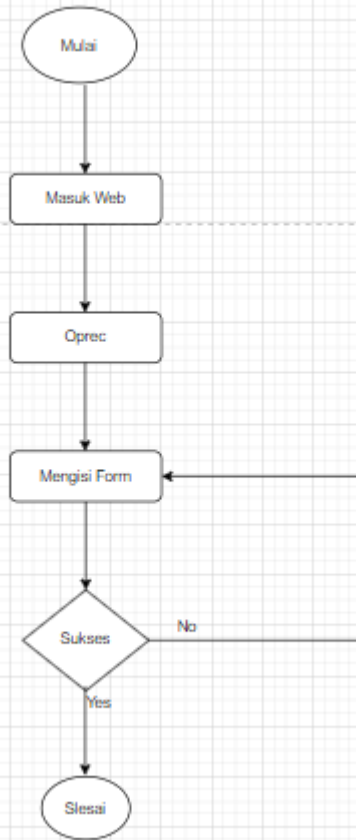 Mulai
Masuk Web
Oprec
Mengisi Form
Sukses
No
Yes
Slesai